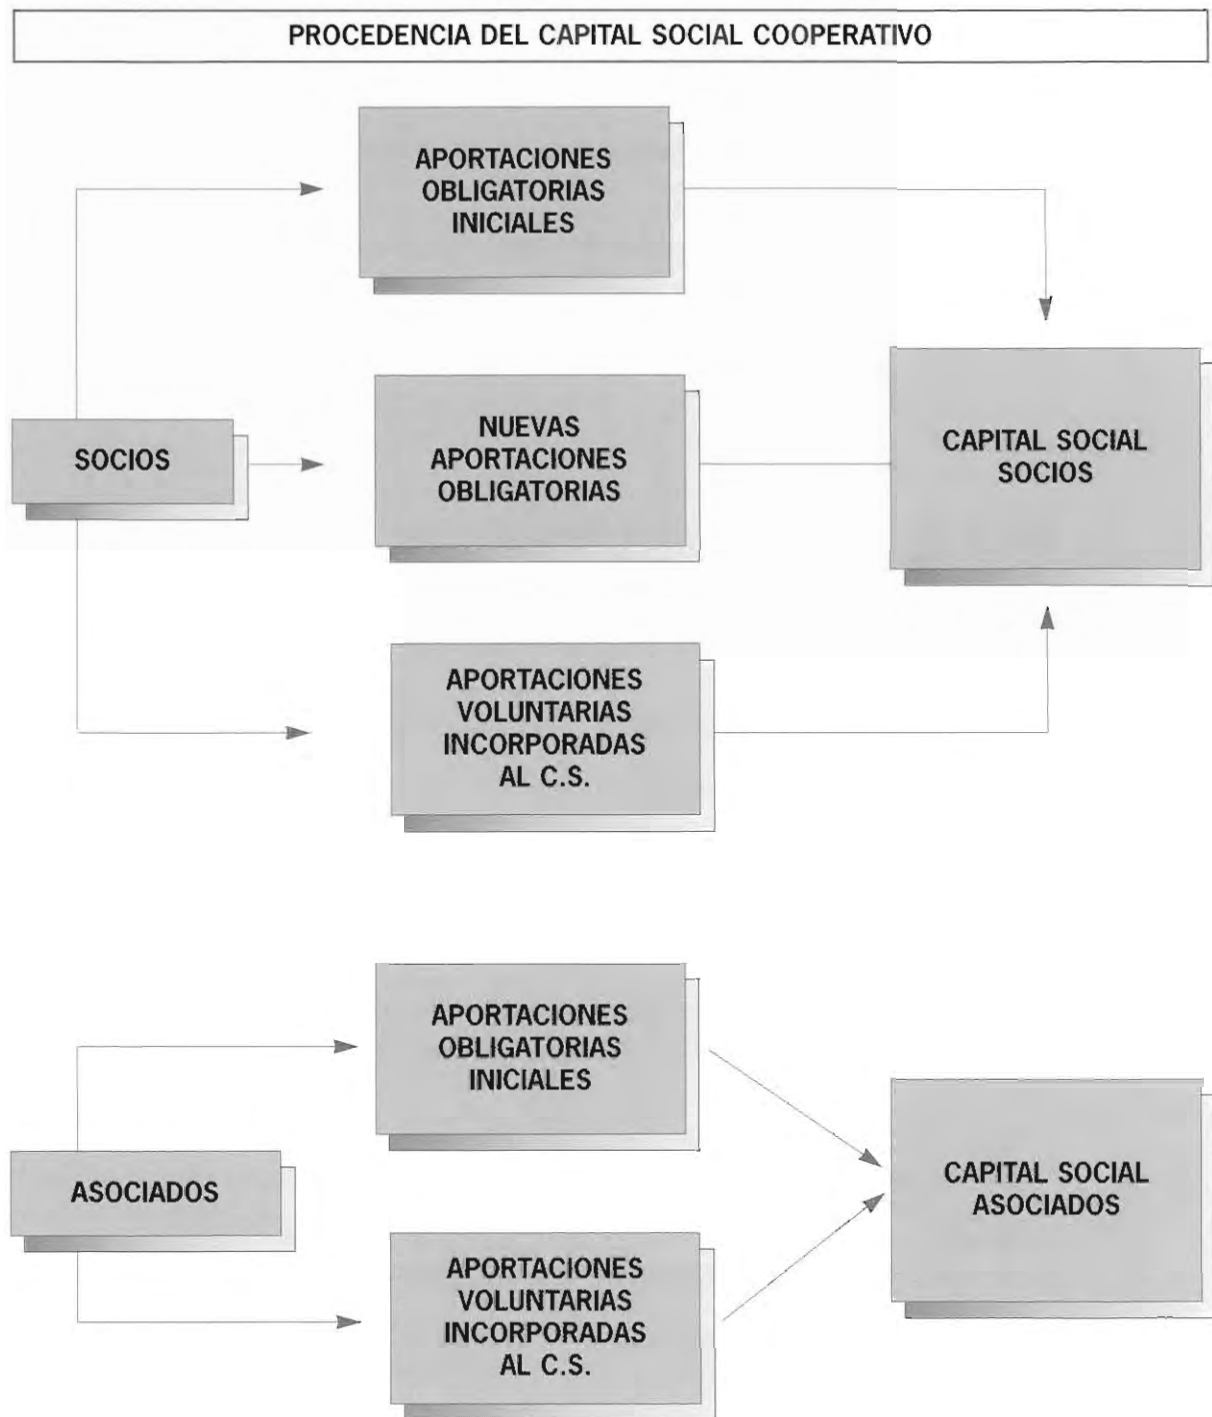 PROCEDENCIA DEL CAPITAL SOCIAL COOPERATIVO
APORTACIONES
OBLIGATORIAS
INICIALES
SOCIOS
NUEVAS
APORTACIONES
OBLIGATORIAS
CAPITAL SOCIAL
SOCIOS
APORTACIONES
VOLUNTARIAS
INCORPORADAS
AL C.S.
APORTACIONES
OBLIGATORIAS
INICIALES
ASOCIADOS
CAPITAL SOCIAL
ASOCIADOS
APORTACIONES
VOLUNTARIAS
INCORPORADAS
AL C.S.